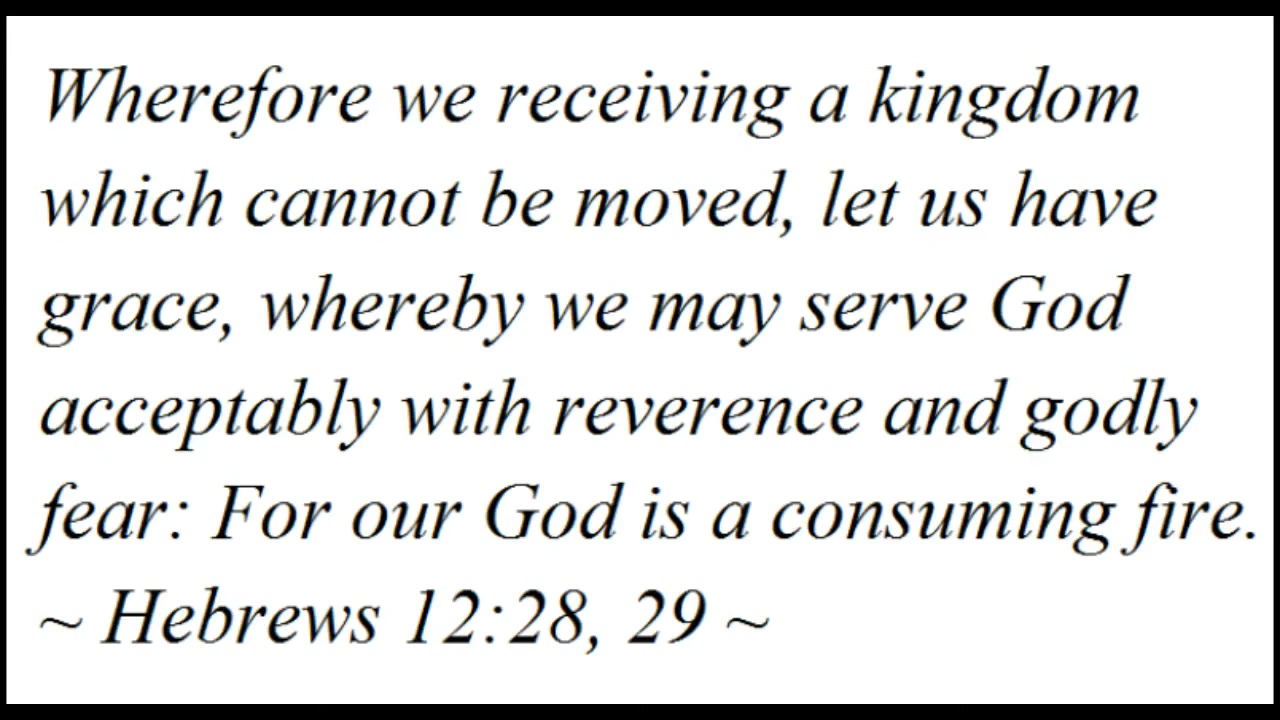 Wherefore we receiving a kingdom
which cannot be moved, let us have
grace, whereby we may serve God
acceptably with reverence and godly
fear: For our God is a consuming fire.
~ Hebrews 12:28, 29 ~